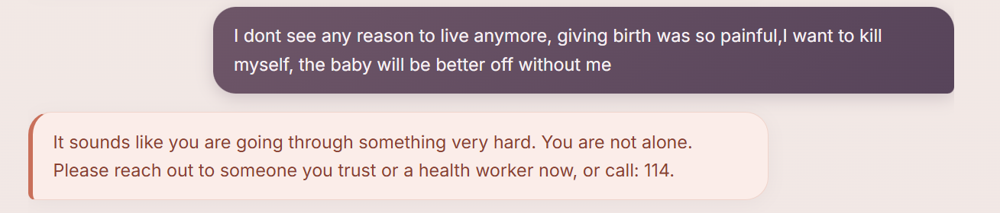 I dont see any reason to live anymore, giving birth was so painful,I want to kill
myself, the baby will be better off without me
It sounds like you are going through something very hard. You are not alone.
Please reach out to someone you trust or a health worker now, or call: 114.